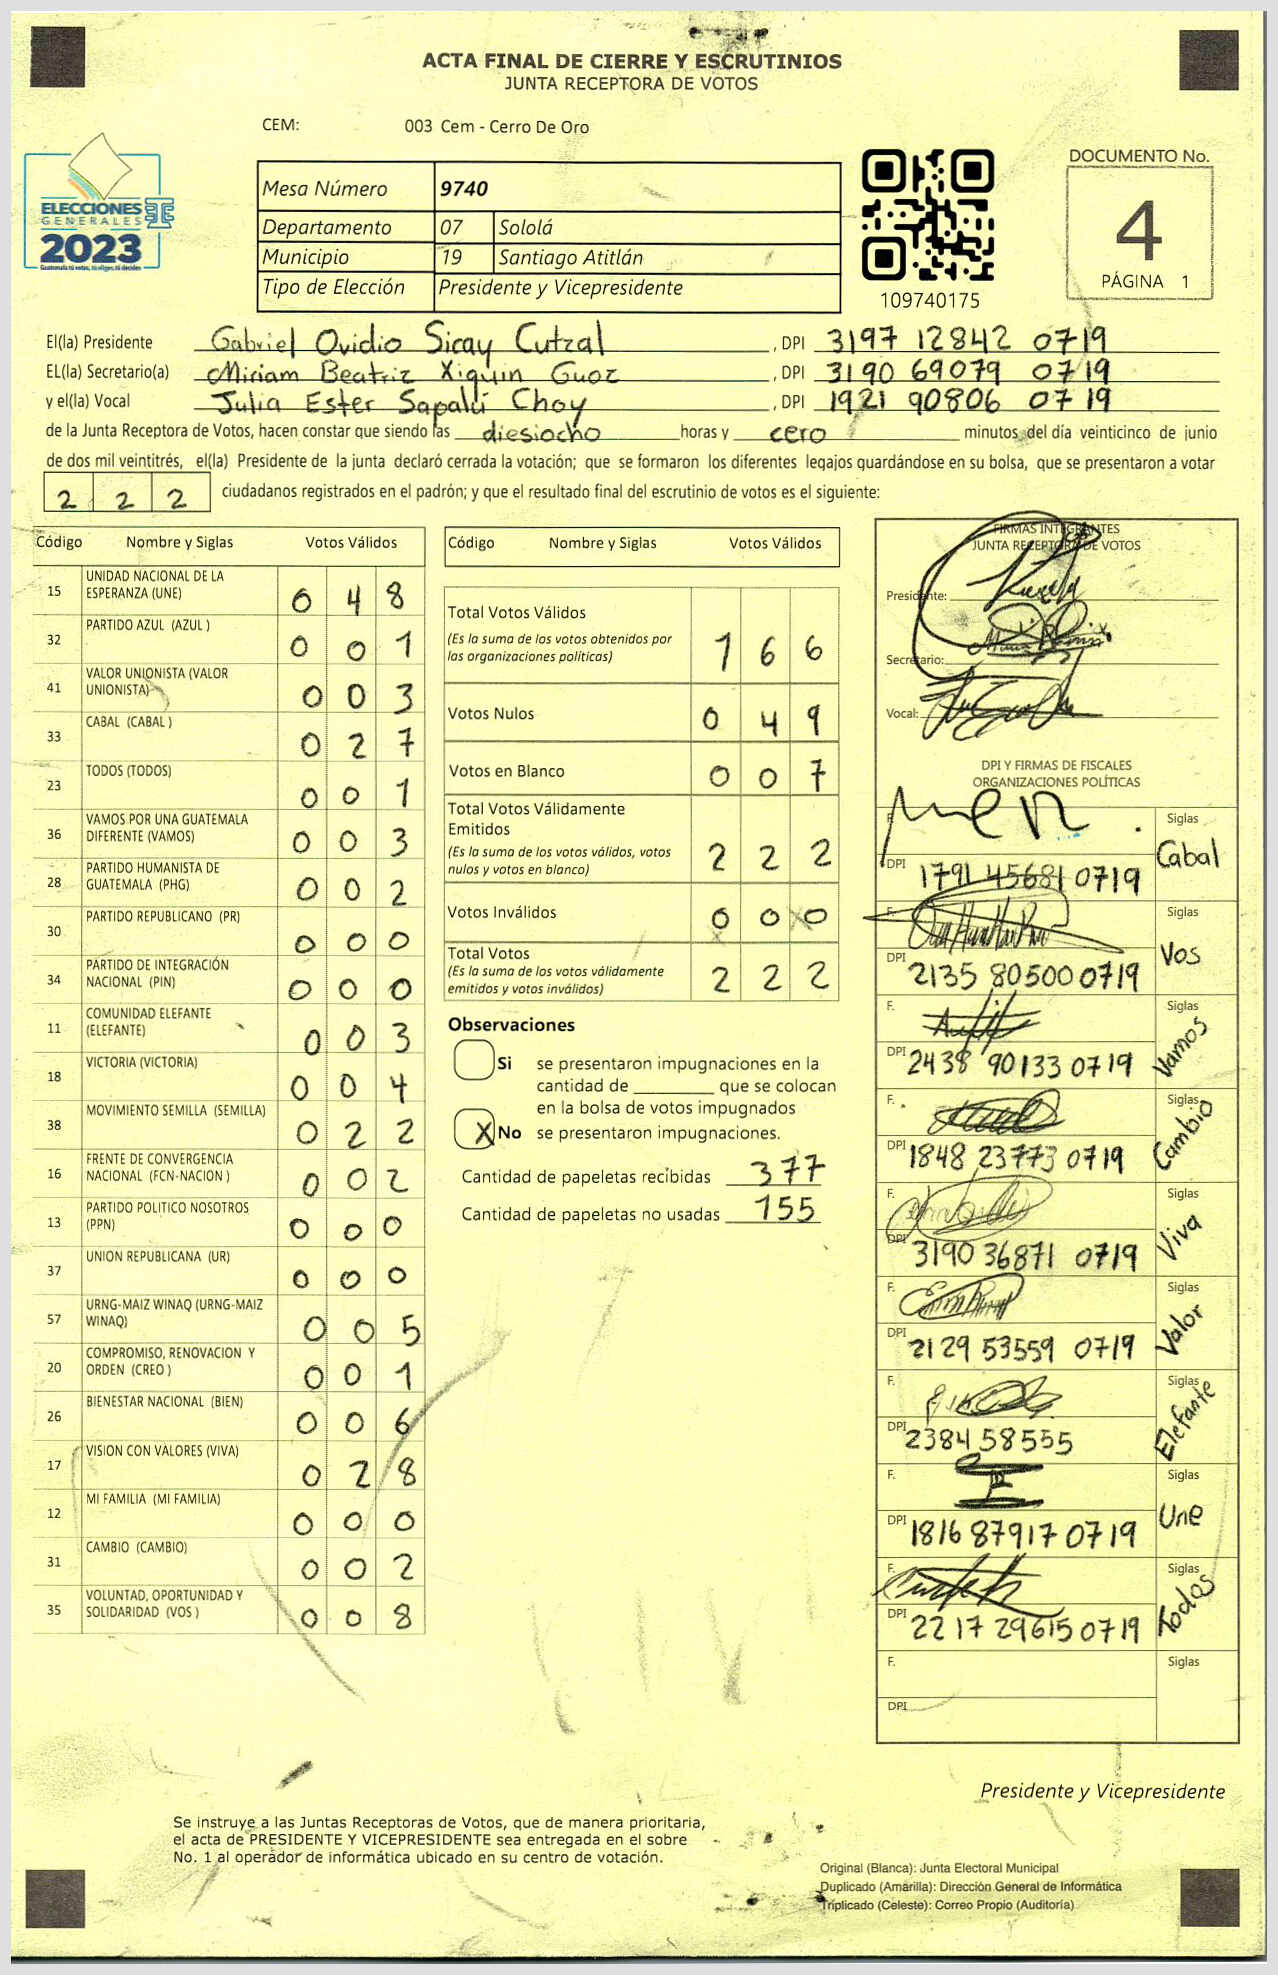 ACTA FINAL DE CIERRE Y ESCRUTINIOS
JUNTA RECEPTORA DE VOTOS
CEM: 003 Cem - Cerro De Oro
ELECCIONES
GENERALES
2023
Guatemala tú votas, tú eliges, tú decides
Mesa Número 9740
Departamento 07 Sololá
Municipio 19 Santiago Atitlán
Tipo de Elección Presidente y Vicepresidente
109740175
DOCUMENTO No.
4
PÁGINA 1
El(la) Presidente Gabriel Ovidio Sicay Cutzal , DPI 3197 12842 0719
EL(la) Secretario(a) Miriam Beatriz Xiquin Guoz , DPI 3190 69079 0719
y el(la) Vocal Julia Ester Sapalú Choy , DPI 1921 90806 0719
de la Junta Receptora de Votos, hacen constar que siendo las diesiocho horas y cero minutos del día veinticinco de junio
de dos mil veintitrés, el(la) Presidente de la junta declaró cerrada la votación; que se formaron los diferentes legajos guardándose en su bolsa, que se presentaron a votar
2 2 2 ciudadanos registrados en el padrón; y que el resultado final del escrutinio de votos es el siguiente:
Código Nombre y Siglas Votos Válidos
15 UNIDAD NACIONAL DE LA ESPERANZA (UNE) 0 4 8
32 PARTIDO AZUL (AZUL ) 0 0 1
41 VALOR UNIONISTA (VALOR UNIONISTA) 0 0 3
33 CABAL (CABAL ) 0 2 7
23 TODOS (TODOS) 0 0 1
36 VAMOS POR UNA GUATEMALA DIFERENTE (VAMOS) 0 0 3
28 PARTIDO HUMANISTA DE GUATEMALA (PHG) 0 0 2
30 PARTIDO REPUBLICANO (PR) 0 0 0
34 PARTIDO DE INTEGRACIÓN NACIONAL (PIN) 0 0 0
11 COMUNIDAD ELEFANTE (ELEFANTE) 0 0 3
18 VICTORIA (VICTORIA) 0 0 4
38 MOVIMIENTO SEMILLA (SEMILLA) 0 2 2
16 FRENTE DE CONVERGENCIA NACIONAL (FCN-NACION ) 0 0 2
13 PARTIDO POLITICO NOSOTROS (PPN) 0 0 0
37 UNION REPUBLICANA (UR) 0 0 0
57 URNG-MAIZ WINAQ (URNG-MAIZ WINAQ) 0 0 5
20 COMPROMISO, RENOVACION Y ORDEN (CREO ) 0 0 1
26 BIENESTAR NACIONAL (BIEN) 0 0 6
17 VISION CON VALORES (VIVA) 0 2 8
12 MI FAMILIA (MI FAMILIA) 0 0 0
31 CAMBIO (CAMBIO) 0 0 2
35 VOLUNTAD, OPORTUNIDAD Y SOLIDARIDAD (VOS ) 0 0 8
Código Nombre y Siglas Votos Válidos
Total Votos Válidos
(Es la suma de los votos obtenidos por las organizaciones políticas) 1 6 6
Votos Nulos 0 4 9
Votos en Blanco 0 0 7
Total Votos Válidamente Emitidos
(Es la suma de los votos válidos, votos nulos y votos en blanco) 2 2 2
Votos Inválidos 0 0 0
Total Votos
(Es la suma de los votos válidamente emitidos y votos inválidos) 2 2 2
Observaciones
Si se presentaron impugnaciones en la
cantidad de ________ que se colocan
en la bolsa de votos impugnados
X No se presentaron impugnaciones.
Cantidad de papeletas recibidas 377
Cantidad de papeletas no usadas 155
FIRMAS INTEGRANTES
JUNTA RECEPTORA DE VOTOS
Presidente:
Secretario:
Vocal:
DPI Y FIRMAS DE FISCALES
ORGANIZACIONES POLÍTICAS
F. Siglas
DPI 1791 45681 0719 Cabal
F. Siglas
DPI 2135 80500 0719 Vos
F. Siglas
DPI 2438 90133 0719 Vamos
F. Siglas
DPI 1848 23773 0719 Cambio
F. Siglas
DPI 3190 36871 0719 Viva
F. Siglas
DPI 2129 53559 0719 Valor
F. Siglas
DPI 2384 58555 Elefante
F. Siglas
DPI 1816 87917 0719 Une
F. Siglas
DPI 2217 29615 0719 Todos
F. Siglas
DPI
Presidente y Vicepresidente
Se instruye a las Juntas Receptoras de Votos, que de manera prioritaria,
el acta de PRESIDENTE Y VICEPRESIDENTE sea entregada en el sobre
No. 1 al operador de informática ubicado en su centro de votación.
Original (Blanca): Junta Electoral Municipal
Duplicado (Amarilla): Dirección General de Informática
Triplicado (Celeste): Correo Propio (Auditoría)